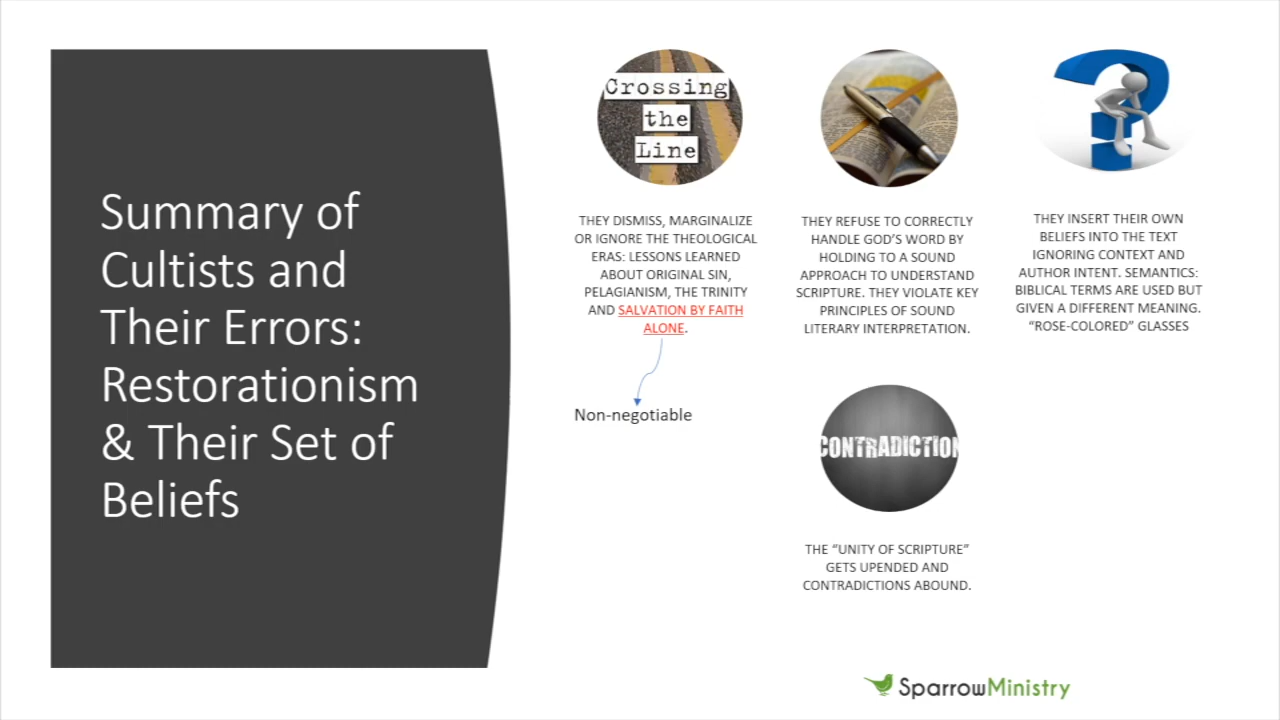 Summary of
Cultists and
Their Errors:
Restorationism
& Their Set of
Beliefs
Crossing
the
Line
THEY DISMISS, MARGINALIZE
OR IGNORE THE THEOLOGICAL
ERAS: LESSONS LEARNED
ABOUT ORIGINAL SIN,
PELAGIANISM, THE TRINITY
AND SALVATION BY FAITH
ALONE.
Non-negotiable
THEY REFUSE TO CORRECTLY
HANDLE GOD’S WORD BY
HOLDING TO A SOUND
APPROACH TO UNDERSTAND
SCRIPTURE. THEY VIOLATE KEY
PRINCIPLES OF SOUND
LITERARY INTERPRETATION.
THEY INSERT THEIR OWN
BELIEFS INTO THE TEXT
IGNORING CONTEXT AND
AUTHOR INTENT. SEMANTICS:
BIBLICAL TERMS ARE USED BUT
GIVEN A DIFFERENT MEANING.
“ROSE-COLORED” GLASSES
CONTRADICTION
THE “UNITY OF SCRIPTURE”
GETS UPENDED AND
CONTRADICTIONS ABOUND.
SparrowMinistry